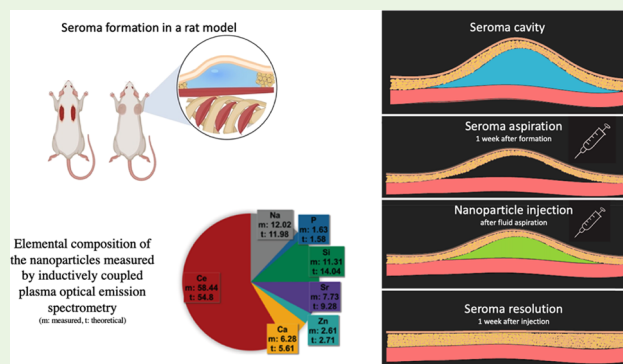 Seroma formation in a rat model
Elemental composition of
the nanoparticles measured
by inductively coupled
plasma optical emission
spectrometry
(m: measured, t: theoretical)
Na
m: 12.02
t: 11.98
P
m: 1.63
t: 1.58
Si
m: 11.31
t: 14.04
Sr
m: 7.73
t: 9.28
Zn
m: 2.61
t: 2.71
Ca
m: 6.28
t: 5.61
Ce
m: 58.44
t: 54.8
Seroma cavity
Seroma aspiration
1 week after formation
Nanoparticle injection
after fluid aspiration
Seroma resolution
1 week after injection